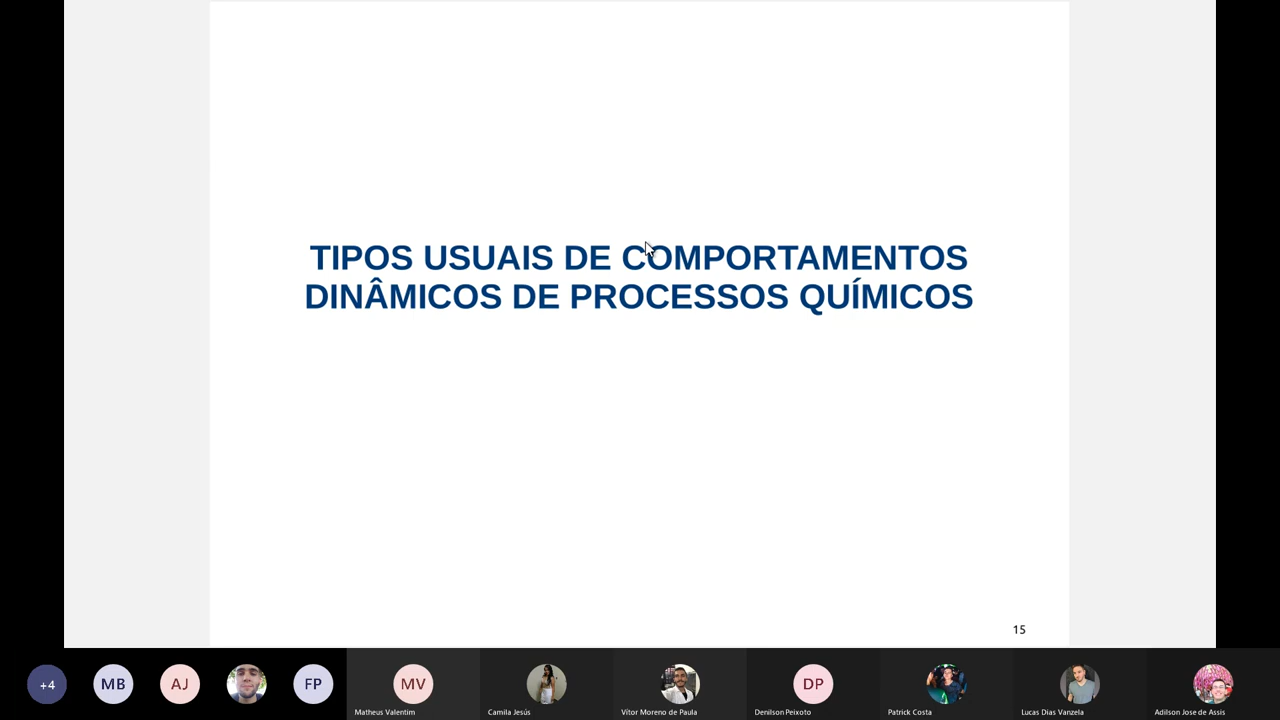 TIPOS USUAIS DE COMPORTAMENTOS
DINÂMICOS DE PROCESSOS QUÍMICOS
15
+4
MB
AJ
FP
MV
DP
Matheus Valentim
Camila Jesús
Vítor Moreno de Paula
Denilson Peixoto
Patrick Costa
Lucas Dias Vanzela
Adilson Jose de Assis